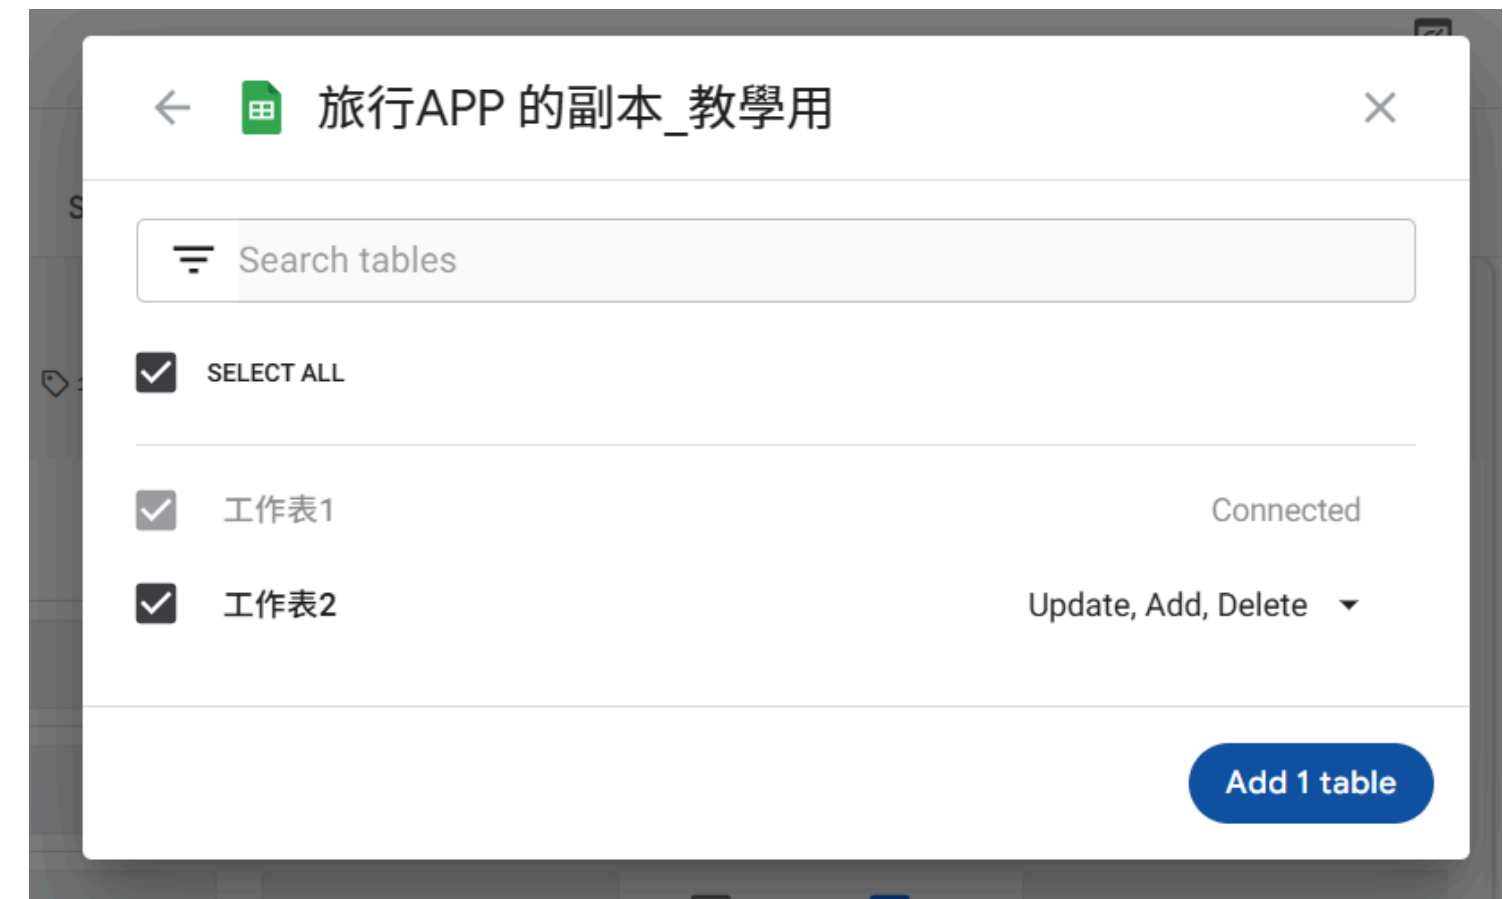 旅行APP 的副本_教學用
Search tables
SELECT ALL
工作表1 Connected
工作表2 Update, Add, Delete
Add 1 table